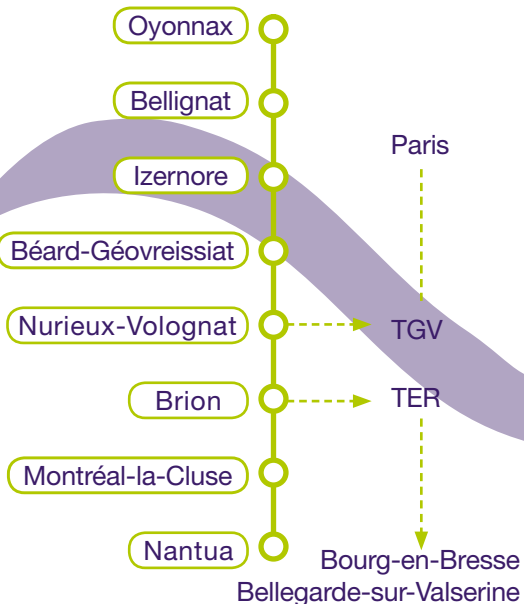 Oyonnax
Bellignat
Izernore
Béard-Géovreissiat
Nurieux-Volognat
Brion
Montréal-la-Cluse
Nantua
Paris
TGV
TER
Bourg-en-Bresse
Bellegarde-sur-Valserine